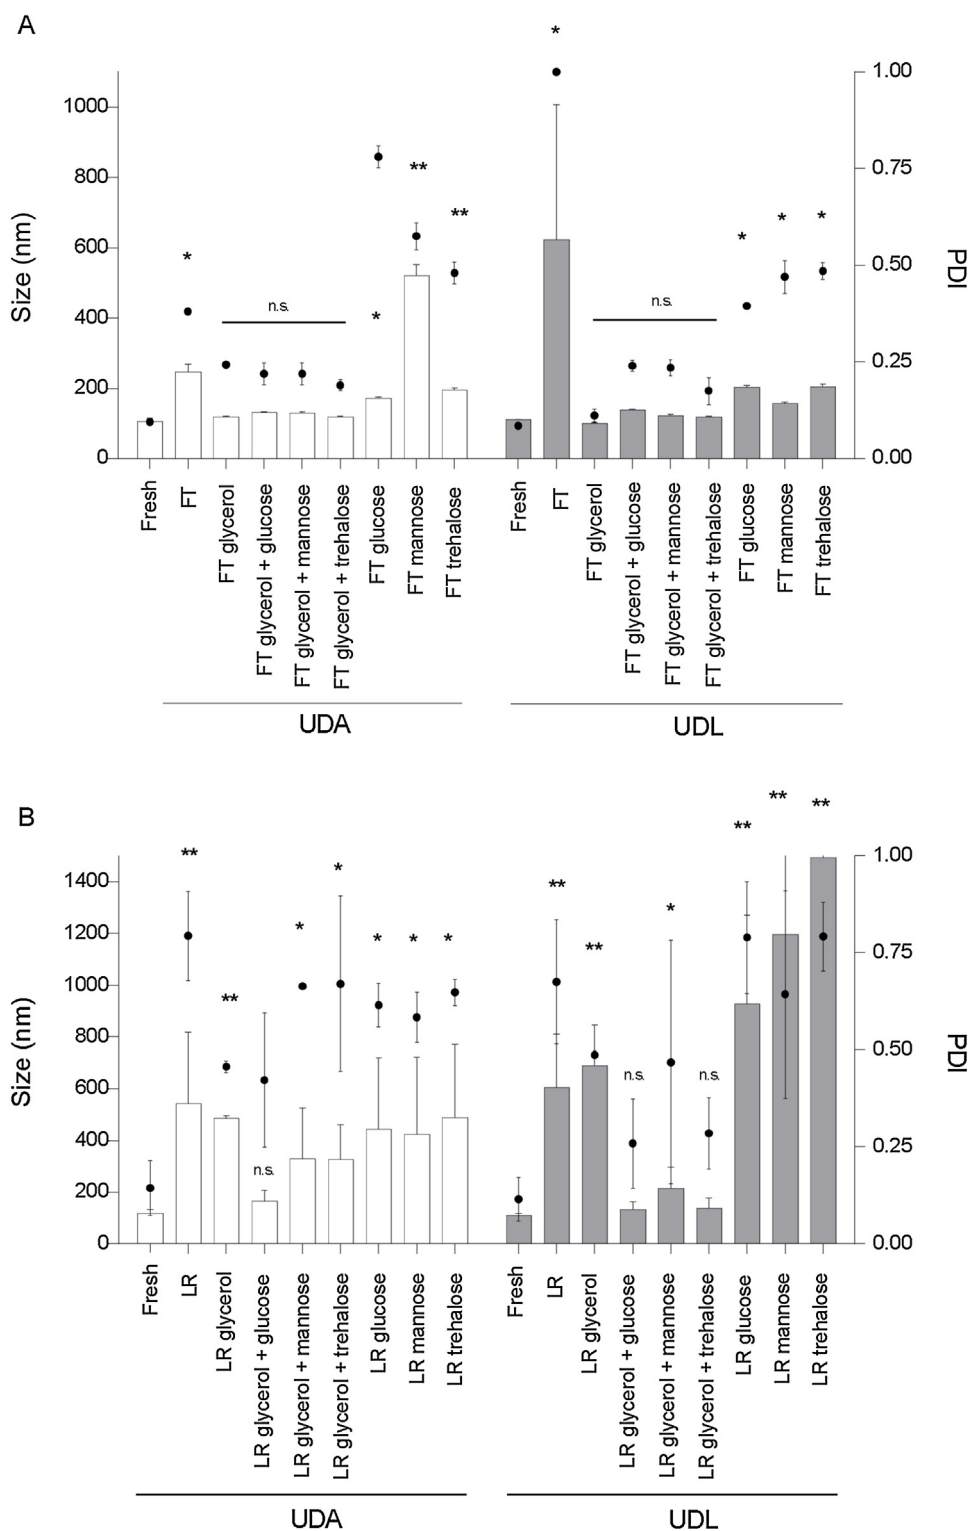 A
*
1000
800
600
400
200
0
Size (nm)
*
n.s.
*
**
**
n.s.
*
*
*
1.00
0.75
0.50
0.25
0.00
PDI
Fresh
FT
FT glycerol
FT glycerol + glucose
FT glycerol + mannose
FT glycerol + trehalose
FT glucose
FT mannose
FT trehalose
Fresh
FT
FT glycerol
FT glycerol + glucose
FT glycerol + mannose
FT glycerol + trehalose
FT glucose
FT mannose
FT trehalose
UDA
UDL
B
1400
1200
1000
800
600
400
200
0
Size (nm)
**
**
n.s.
*
*
*
*
*
**
**
n.s.
*
n.s.
**
**
**
1.00
0.75
0.50
0.25
0.00
PDI
Fresh
LR
LR glycerol
LR glycerol + glucose
LR glycerol + mannose
LR glycerol + trehalose
LR glucose
LR mannose
LR trehalose
Fresh
LR
LR glycerol
LR glycerol + glucose
LR glycerol + mannose
LR glycerol + trehalose
LR glucose
LR mannose
LR trehalose
UDA
UDL